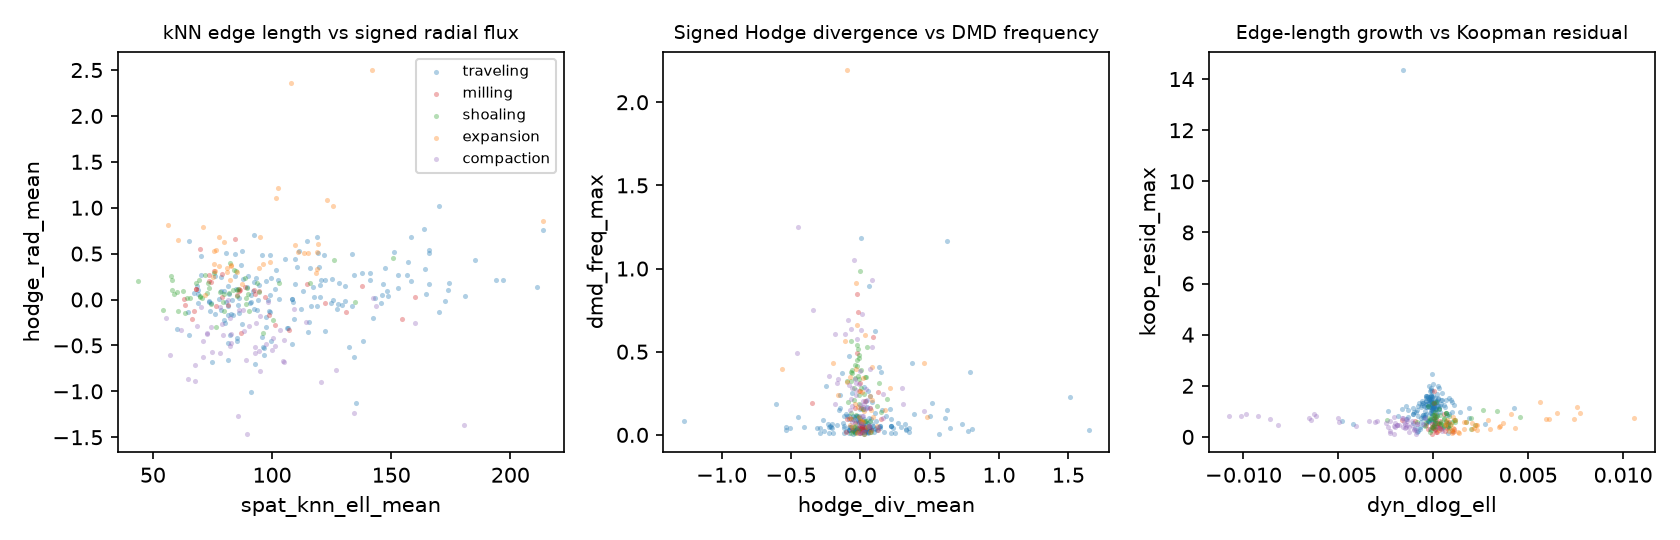 kNN edge length vs signed radial flux
hodge_rad_mean
2.5
2.0
1.5
1.0
0.5
0.0
−0.5
−1.0
−1.5
traveling
milling
shoaling
expansion
compaction
50
100
150
200
spat_knn_ell_mean
Signed Hodge divergence vs DMD frequency
dmd_freq_max
2.0
1.5
1.0
0.5
0.0
−1.0
−0.5
0.0
0.5
1.0
1.5
hodge_div_mean
Edge-length growth vs Koopman residual
koop_resid_max
14
12
10
8
6
4
2
0
−0.010
−0.005
0.000
0.005
0.010
dyn_dlog_ell